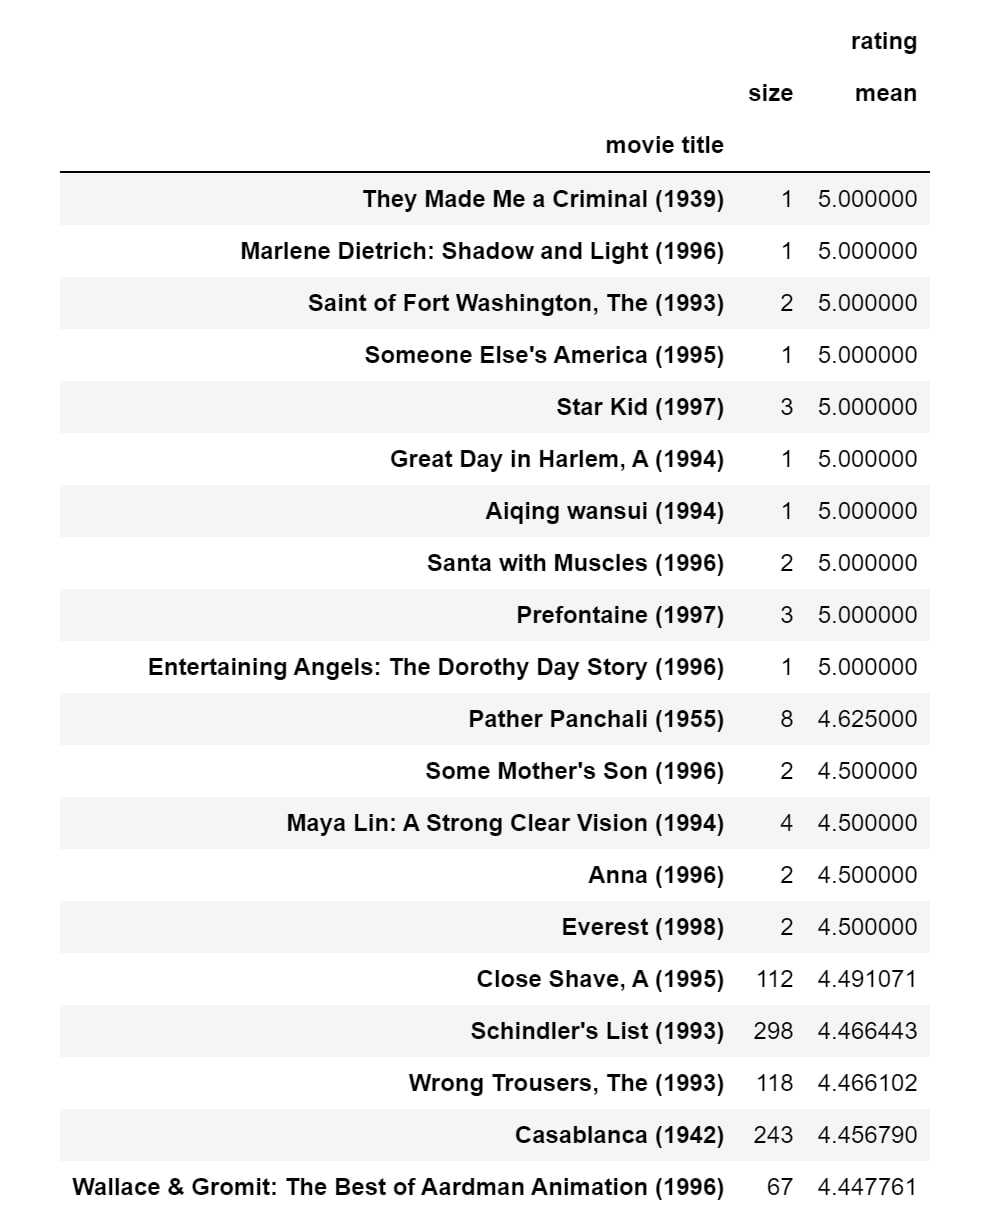 rating
size mean
movie title
They Made Me a Criminal (1939) 1 5.000000
Marlene Dietrich: Shadow and Light (1996) 1 5.000000
Saint of Fort Washington, The (1993) 2 5.000000
Someone Else's America (1995) 1 5.000000
Star Kid (1997) 3 5.000000
Great Day in Harlem, A (1994) 1 5.000000
Aiqing wansui (1994) 1 5.000000
Santa with Muscles (1996) 2 5.000000
Prefontaine (1997) 3 5.000000
Entertaining Angels: The Dorothy Day Story (1996) 1 5.000000
Pather Panchali (1955) 8 4.625000
Some Mother's Son (1996) 2 4.500000
Maya Lin: A Strong Clear Vision (1994) 4 4.500000
Anna (1996) 2 4.500000
Everest (1998) 2 4.500000
Close Shave, A (1995) 112 4.491071
Schindler's List (1993) 298 4.466443
Wrong Trousers, The (1993) 118 4.466102
Casablanca (1942) 243 4.456790
Wallace & Gromit: The Best of Aardman Animation (1996) 67 4.447761